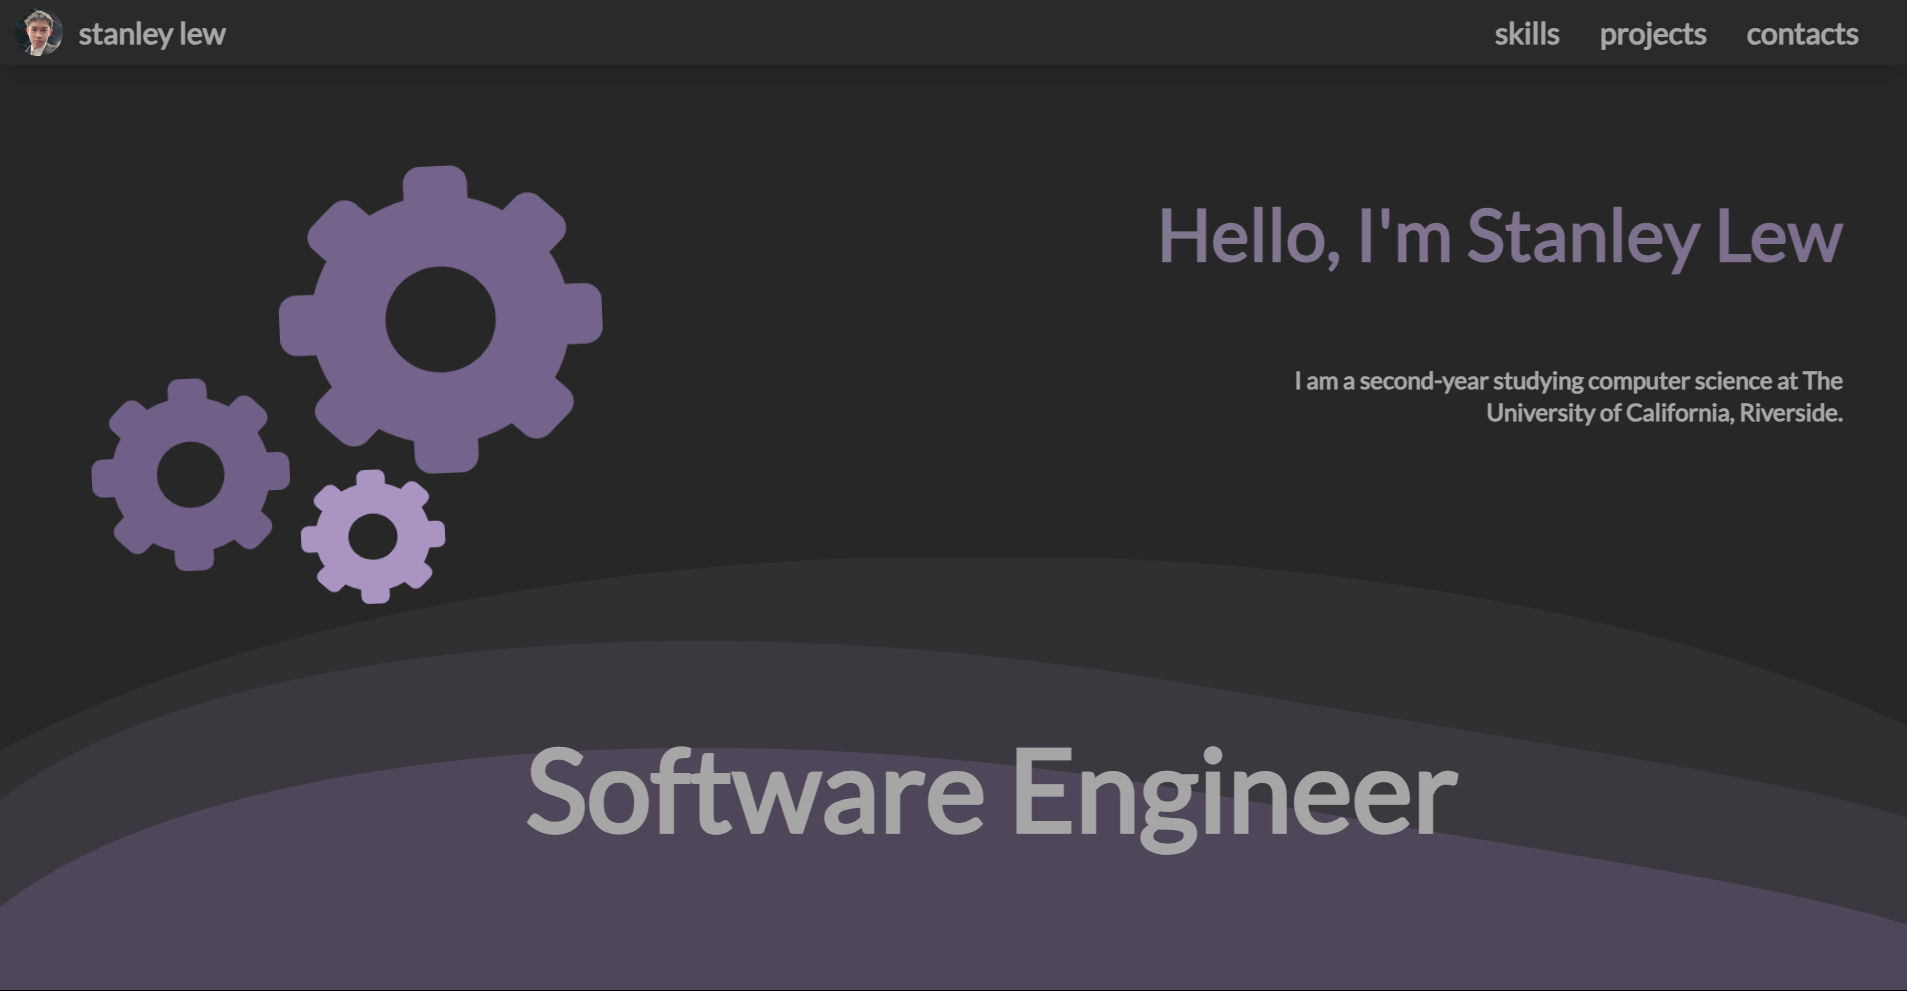 stanley lew
skills
projects
contacts
Hello, I'm Stanley Lew
I am a second-year studying computer science at The
University of California, Riverside.
Software Engineer